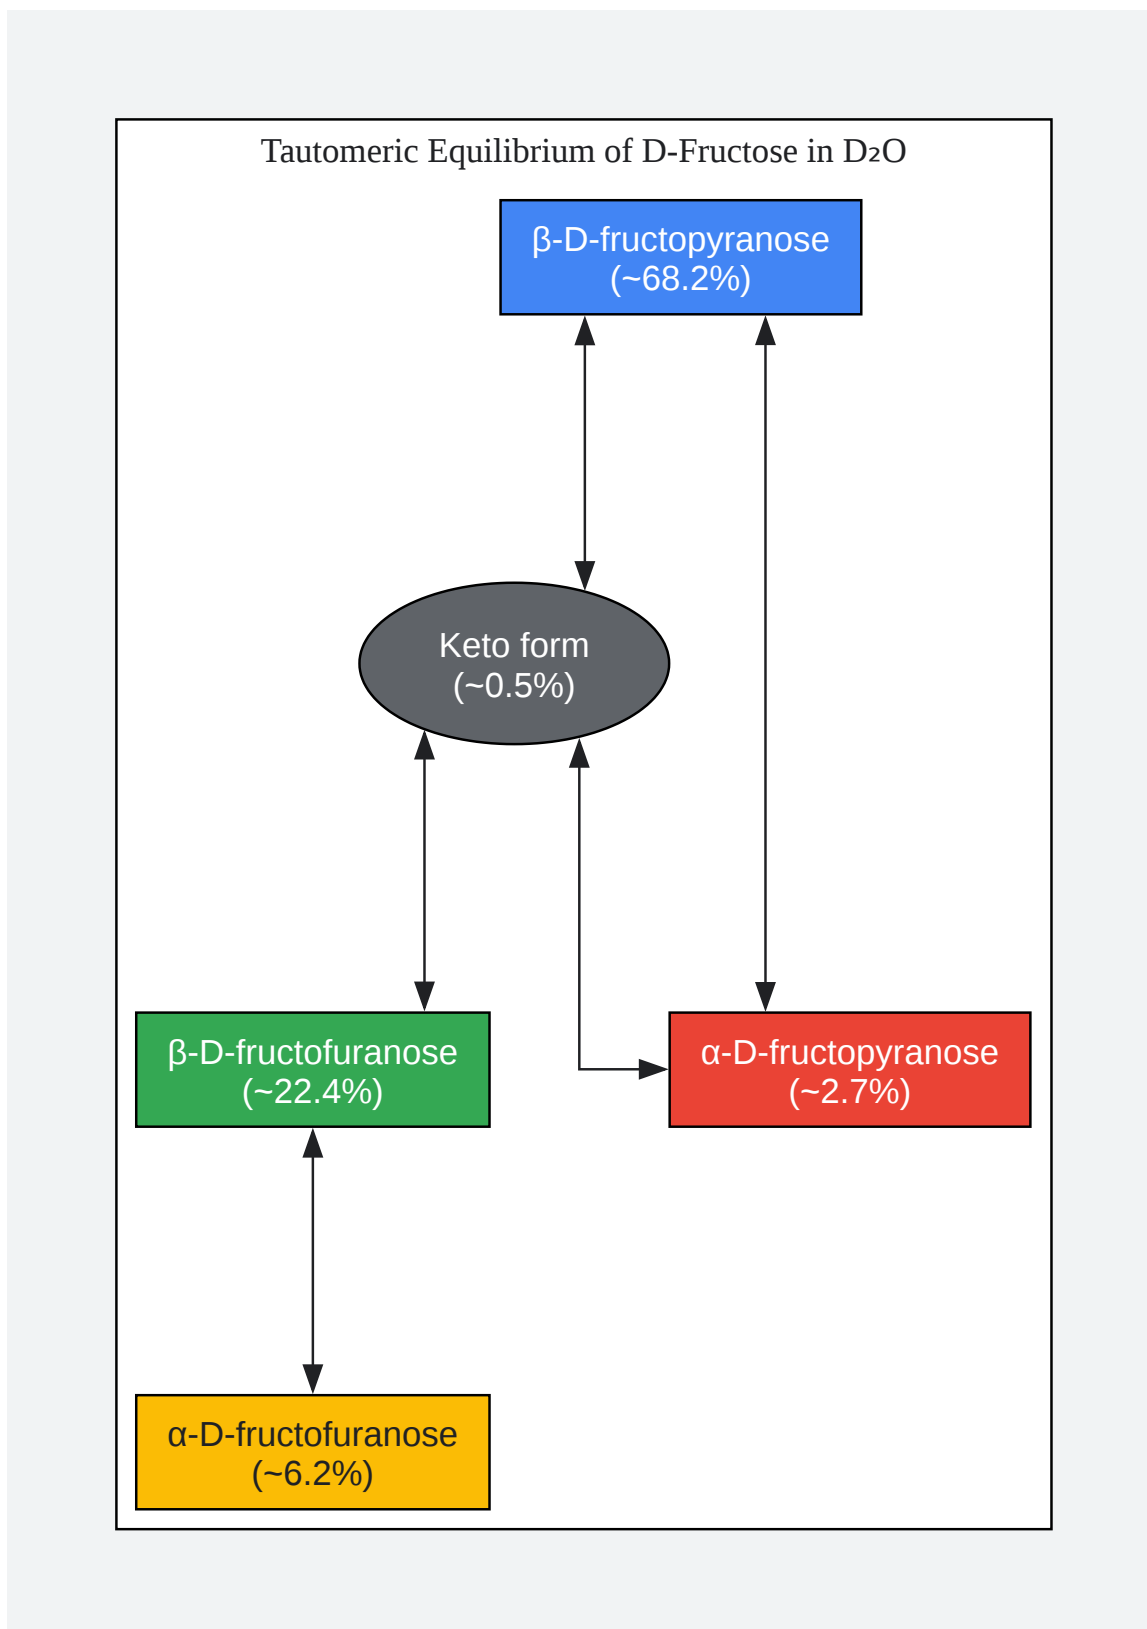 Tautomeric Equilibrium of D-Fructose in D₂O
β-D-fructopyranose
(~68.2%)
Keto form
(~0.5%)
β-D-fructofuranose
(~22.4%)
α-D-fructopyranose
(~2.7%)
α-D-fructofuranose
(~6.2%)